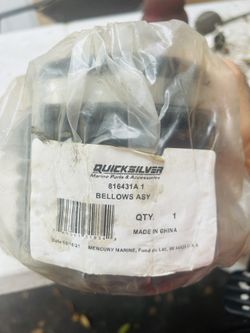 QUICKSILVER
Marine Parts & Accessories
816431A 1
BELLOWS ASY
QTY. 1
MADE IN CHINA
MERCURY MARINE, Fond du Lac, WI